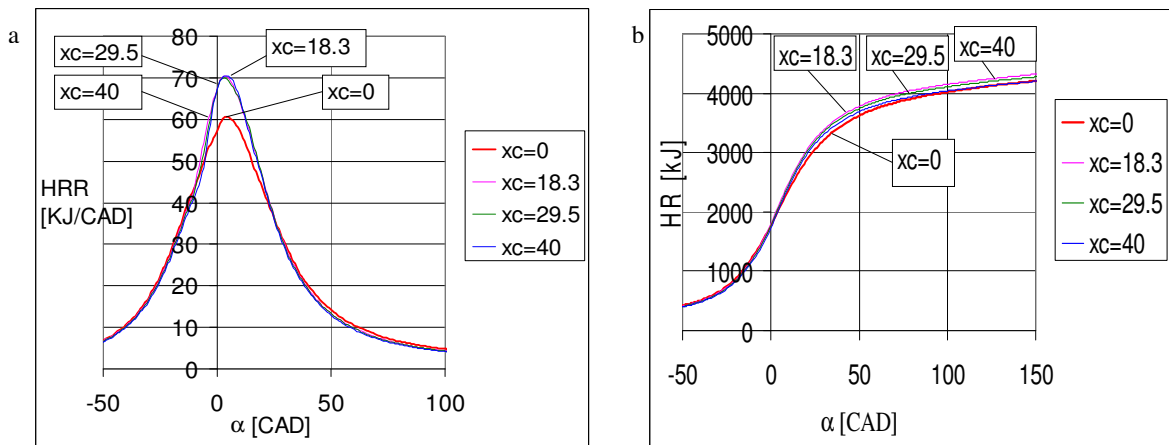 a
80
70
60
50
40
30
20
10
0
HRR
[KJ/CAD]
xc=29.5
xc=18.3
xc=40
xc=0
-50
0
50
100
α [CAD]
xc=0
xc=18.3
xc=29.5
xc=40
b
5000
4000
3000
2000
1000
0
HR [kJ]
xc=18.3
xc=29.5
xc=40
xc=0
-50
0
50
100
150
α [CAD]
xc=0
xc=18.3
xc=29.5
xc=40